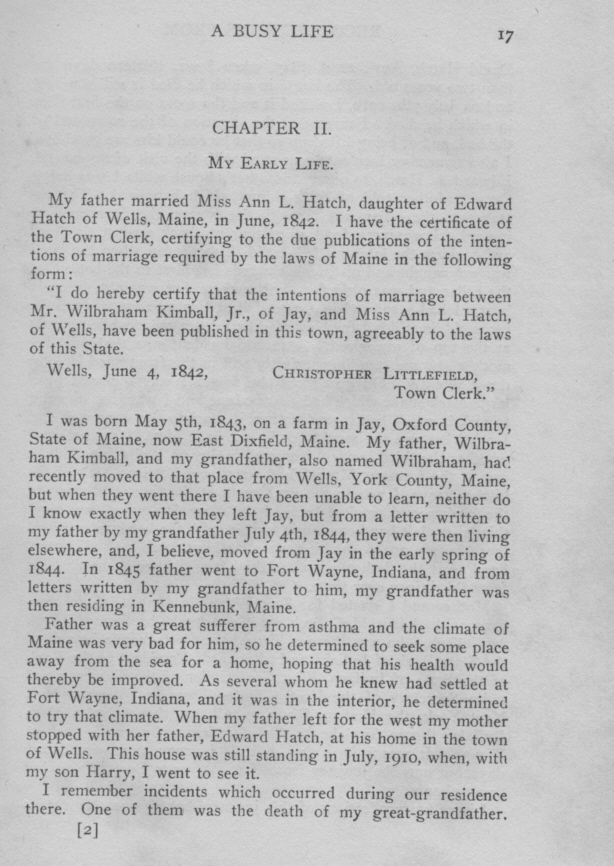 A BUSY LIFE 17
CHAPTER II.
MY EARLY LIFE.
My father married Miss Ann L. Hatch, daughter of Edward
Hatch of Wells, Maine, in June, 1842. I have the certificate of
the Town Clerk, certifying to the due publications of the inten-
tions of marriage required by the laws of Maine in the following
form:
"I do hereby certify that the intentions of marriage between
Mr. Wilbraham Kimball, Jr., of Jay, and Miss Ann L. Hatch,
of Wells, have been published in this town, agreeably to the laws
of this State.
Wells, June 4, 1842, CHRISTOPHER LITTLEFIELD,
Town Clerk."
I was born May 5th, 1843, on a farm in Jay, Oxford County,
State of Maine, now East Dixfield, Maine. My father, Wilbra-
ham Kimball, and my grandfather, also named Wilbraham, had
recently moved to that place from Wells, York County, Maine,
but when they went there I have been unable to learn, neither do
I know exactly when they left Jay, but from a letter written to
my father by my grandfather July 4th, 1844, they were then living
elsewhere, and, I believe, moved from Jay in the early spring of
1844. In 1845 father went to Fort Wayne, Indiana, and from
letters written by my grandfather to him, my grandfather was
then residing in Kennebunk, Maine.
Father was a great sufferer from asthma and the climate of
Maine was very bad for him, so he determined to seek some place
away from the sea for a home, hoping that his health would
thereby be improved. As several whom he knew had settled at
Fort Wayne, Indiana, and it was in the interior, he determined
to try that climate. When my father left for the west my mother
stopped with her father, Edward Hatch, at his home in the town
of Wells. This house was still standing in July, 1910, when, with
my son Harry, I went to see it.
I remember incidents which occurred during our residence
there. One of them was the death of my great-grandfather.
[2]